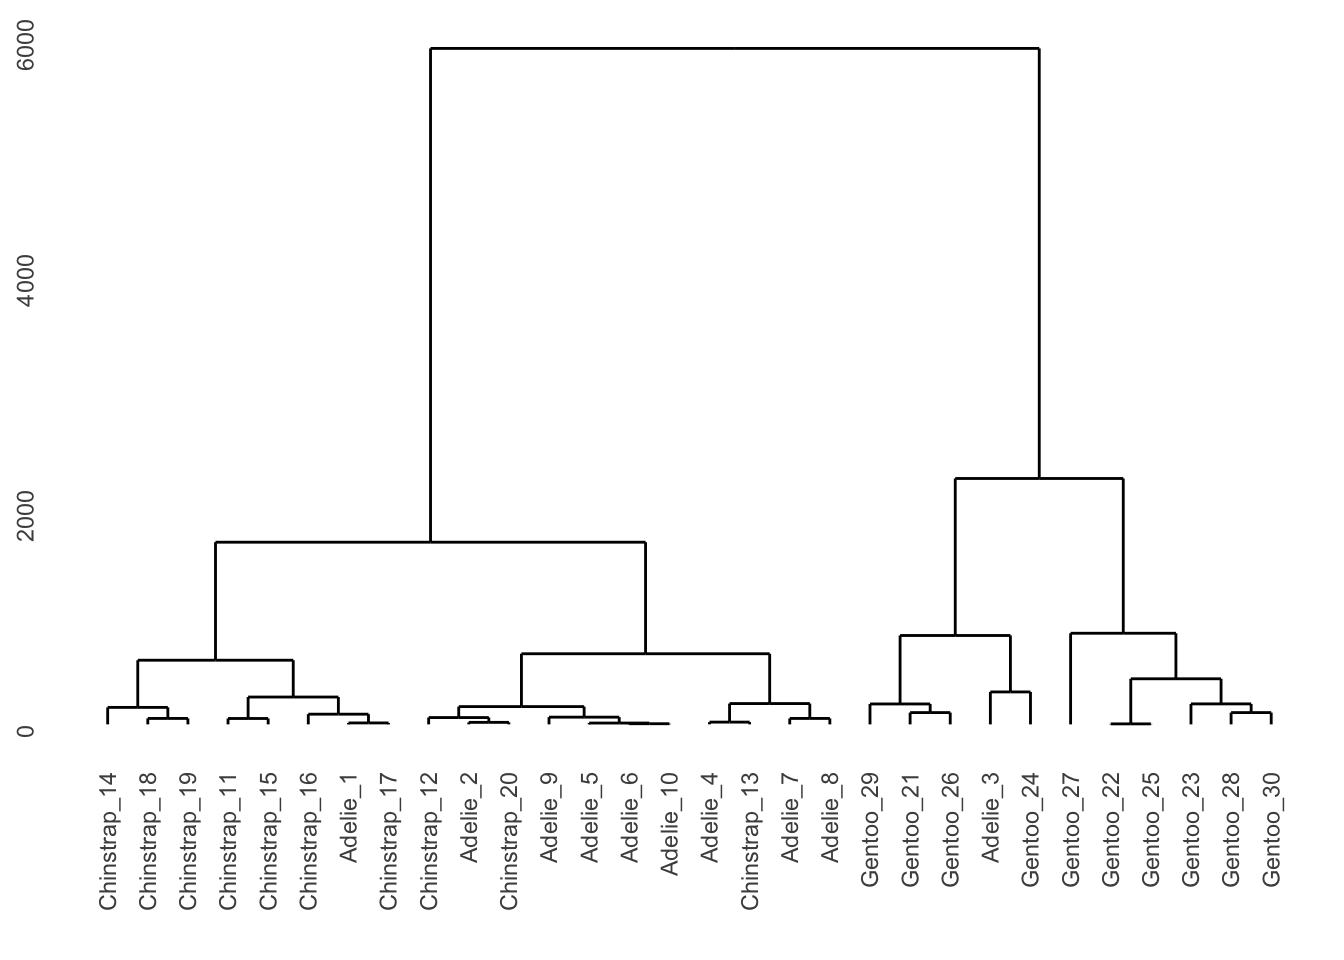 6000
4000
2000
0
Chinstrap_14
Chinstrap_18
Chinstrap_19
Chinstrap_11
Chinstrap_15
Chinstrap_16
Adelie_1
Chinstrap_17
Chinstrap_12
Adelie_2
Chinstrap_20
Adelie_9
Adelie_5
Adelie_6
Adelie_10
Adelie_4
Chinstrap_13
Adelie_7
Adelie_8
Gentoo_29
Gentoo_21
Gentoo_26
Adelie_3
Gentoo_24
Gentoo_27
Gentoo_22
Gentoo_25
Gentoo_23
Gentoo_28
Gentoo_30